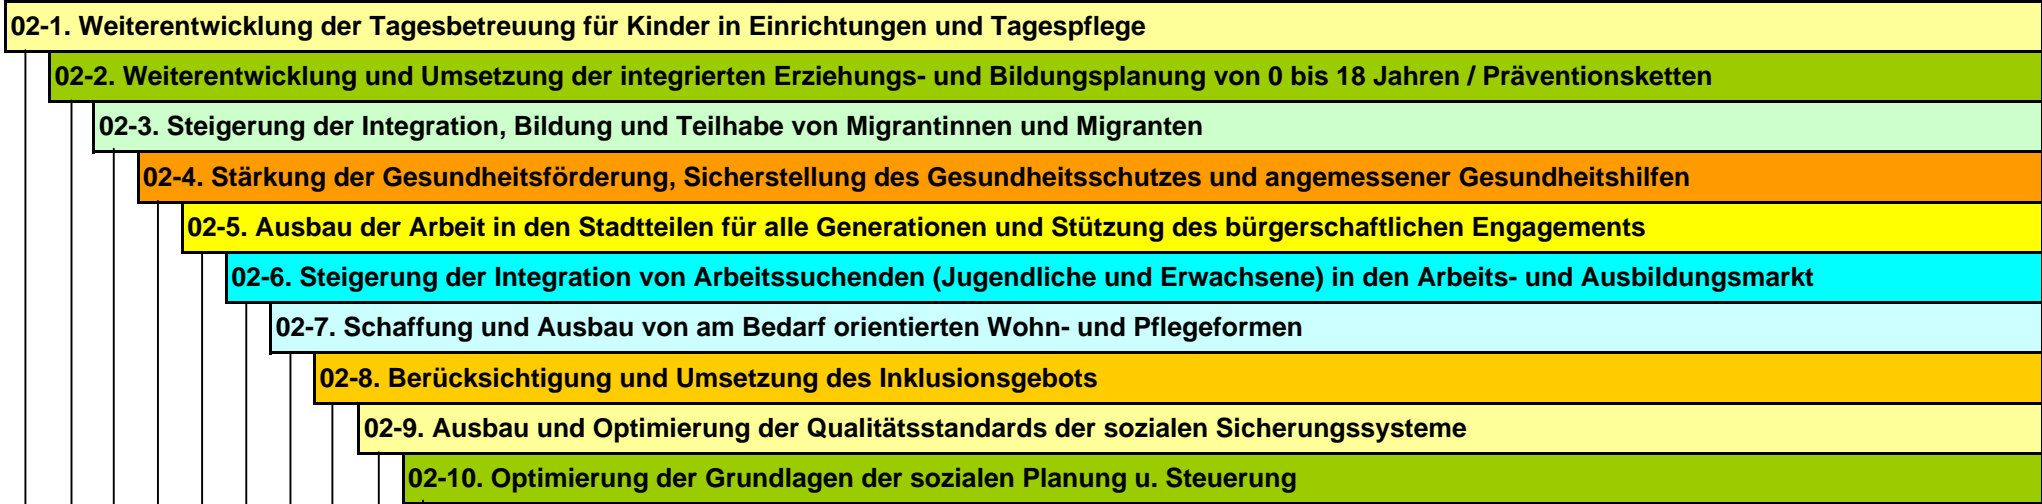 02-1. Weiterentwicklung der Tagesbetreuung für Kinder in Einrichtungen und Tagespflege
02-2. Weiterentwicklung und Umsetzung der integrierten Erziehungs- und Bildungsplanung von 0 bis 18 Jahren / Präventionsketten
02-3. Steigerung der Integration, Bildung und Teilhabe von Migrantinnen und Migranten
02-4. Stärkung der Gesundheitsförderung, Sicherstellung des Gesundheitsschutzes und angemessener Gesundheitshilfen
02-5. Ausbau der Arbeit in den Stadtteilen für alle Generationen und Stützung des bürgerschaftlichen Engagements
02-6. Steigerung der Integration von Arbeitssuchenden (Jugendliche und Erwachsene) in den Arbeits- und Ausbildungsmarkt
02-7. Schaffung und Ausbau von am Bedarf orientierten Wohn- und Pflegeformen
02-8. Berücksichtigung und Umsetzung des Inklusionsgebots
02-9. Ausbau und Optimierung der Qualitätsstandards der sozialen Sicherungssysteme
02-10. Optimierung der Grundlagen der sozialen Planung u. Steuerung